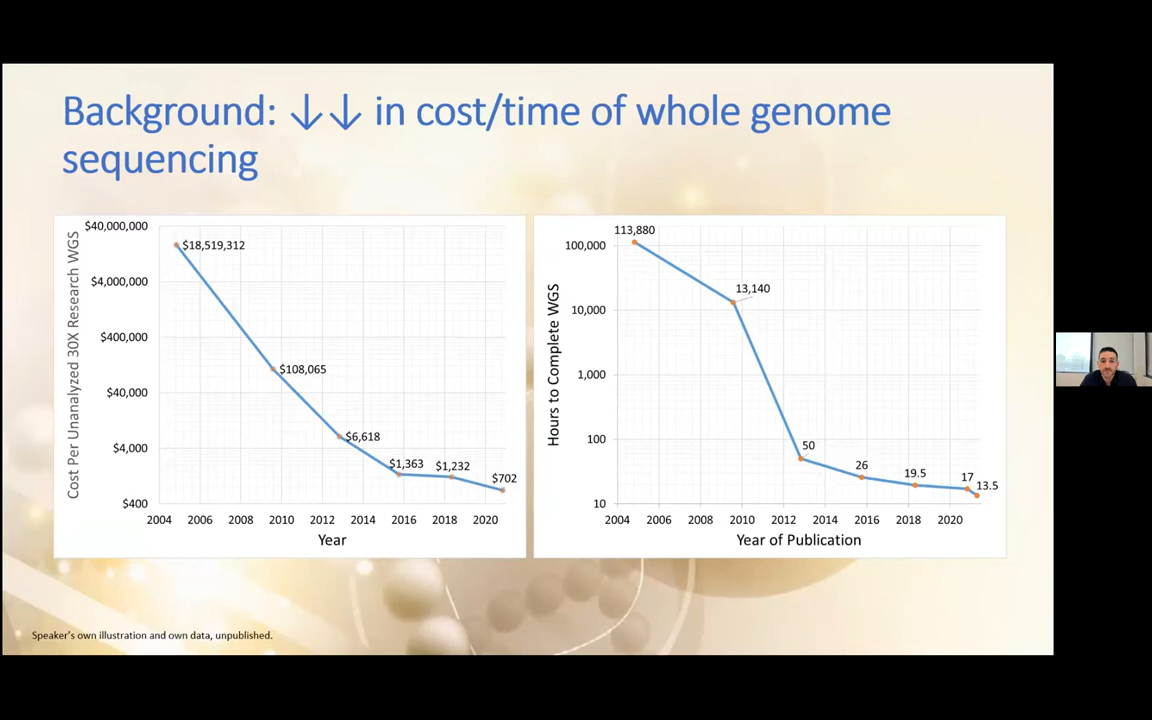 Background: ↓↓ in cost/time of whole genome
sequencing
Cost Per Unanalyzed 30X Research WGS
$40,000,000
$4,000,000
$400,000
$40,000
$4,000
$400
$18,519,312
$108,065
$6,618
$1,363
$1,232
$702
2004 2006 2008 2010 2012 2014 2016 2018 2020
Year
Hours to Complete WGS
100,000
10,000
1,000
100
10
113,880
13,140
50
26
19.5
17
13.5
2004 2006 2008 2010 2012 2014 2016 2018 2020
Year of Publication
Speaker's own illustration and own data, unpublished.